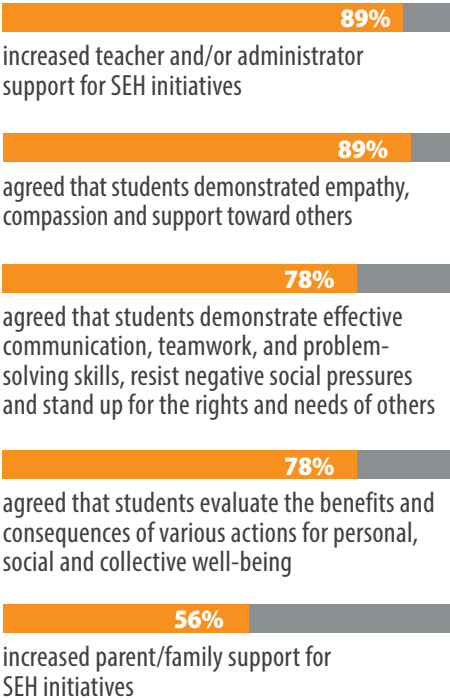 89%
increased teacher and/or administrator
support for SEH initiatives
89%
agreed that students demonstrated empathy,
compassion and support toward others
78%
agreed that students demonstrate effective
communication, teamwork, and problem-
solving skills, resist negative social pressures
and stand up for the rights and needs of others
78%
agreed that students evaluate the benefits and
consequences of various actions for personal,
social and collective well-being
56%
increased parent/family support for
SEH initiatives